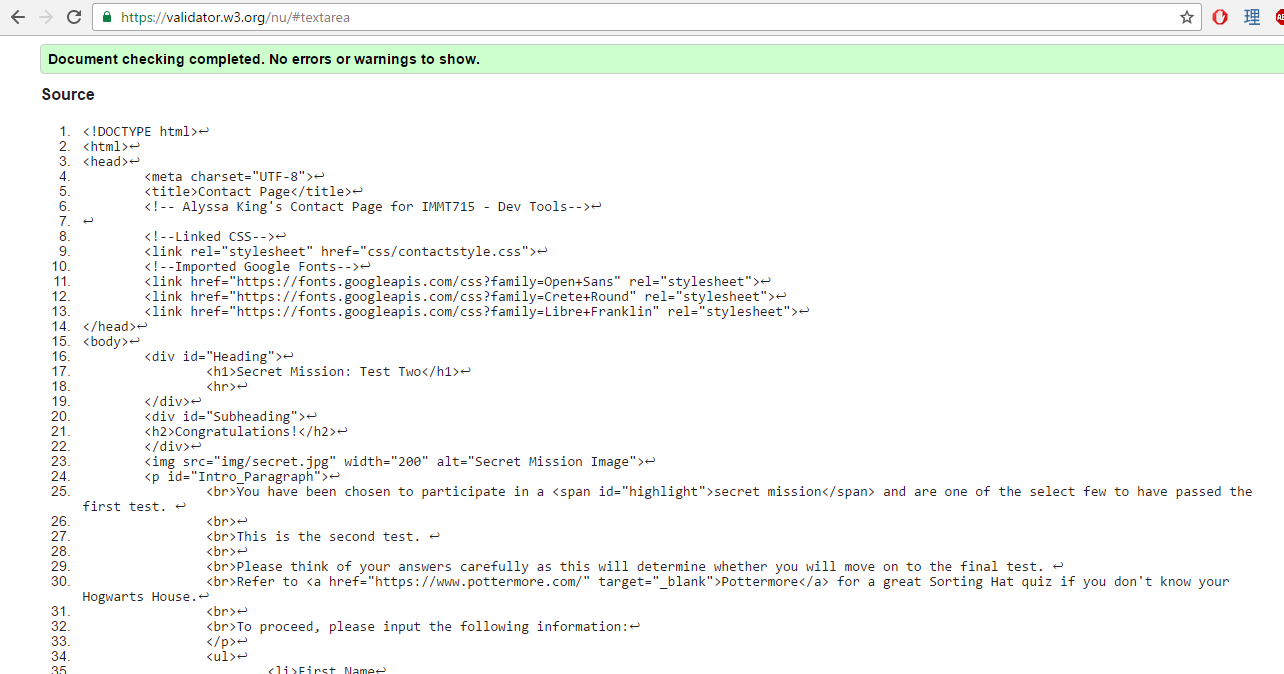 https://validator.w3.org/nu/#textarea
理
Document checking completed. No errors or warnings to show.
Source
1. <!DOCTYPE html>↩
2. <html>↩
3. <head>↩
4. <meta charset="UTF-8">↩
5. <title>Contact Page</title>↩
6. <!-- Alyssa King's Contact Page for IMMT715 - Dev Tools-->↩
7. ↩
8. <!--Linked CSS-->↩
9. <link rel="stylesheet" href="css/contactstyle.css">↩
10. <!--Imported Google Fonts-->↩
11. <link href="https://fonts.googleapis.com/css?family=Open+Sans" rel="stylesheet">↩
12. <link href="https://fonts.googleapis.com/css?family=Crete+Round" rel="stylesheet">↩
13. <link href="https://fonts.googleapis.com/css?family=Libre+Franklin" rel="stylesheet">↩
14. </head>↩
15. <body>↩
16. <div id="Heading">↩
17. <h1>Secret Mission: Test Two</h1>↩
18. <hr>↩
19. </div>↩
20. <div id="Subheading">↩
21. <h2>Congratulations!</h2>↩
22. </div>↩
23. <img src="img/secret.jpg" width="200" alt="Secret Mission Image">↩
24. <p id="Intro_Paragraph">↩
25. <br>You have been chosen to participate in a <span id="highlight">secret mission</span> and are one of the select few to have passed the
first test. ↩
26. <br>↩
27. <br>This is the second test. ↩
28. <br>↩
29. <br>Please think of your answers carefully as this will determine whether you will move on to the final test. ↩
30. <br>Refer to <a href="https://www.pottermore.com/" target="_blank">Pottermore</a> for a great Sorting Hat quiz if you don't know your
Hogwarts House.↩
31. <br>↩
32. <br>To proceed, please input the following information:↩
33. </p>↩
34. <ul>↩
35. <li>First Name↩